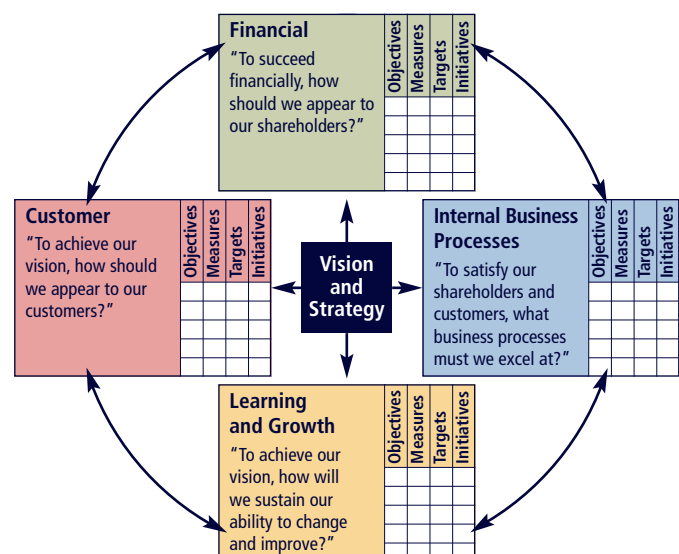 Financial
“To succeed
financially, how
should we appear to
our shareholders?”
Objectives
Measures
Targets
Initiatives
Customer
“To achieve our
vision, how should
we appear to our
customers?”
Objectives
Measures
Targets
Initiatives
Vision
and
Strategy
Internal Business
Processes
“To satisfy our
shareholders and
customers, what
business processes
must we excel at?”
Objectives
Measures
Targets
Initiatives
Learning
and Growth
“To achieve our
vision, how will
we sustain our
ability to change
and improve?”
Objectives
Measures
Targets
Initiatives